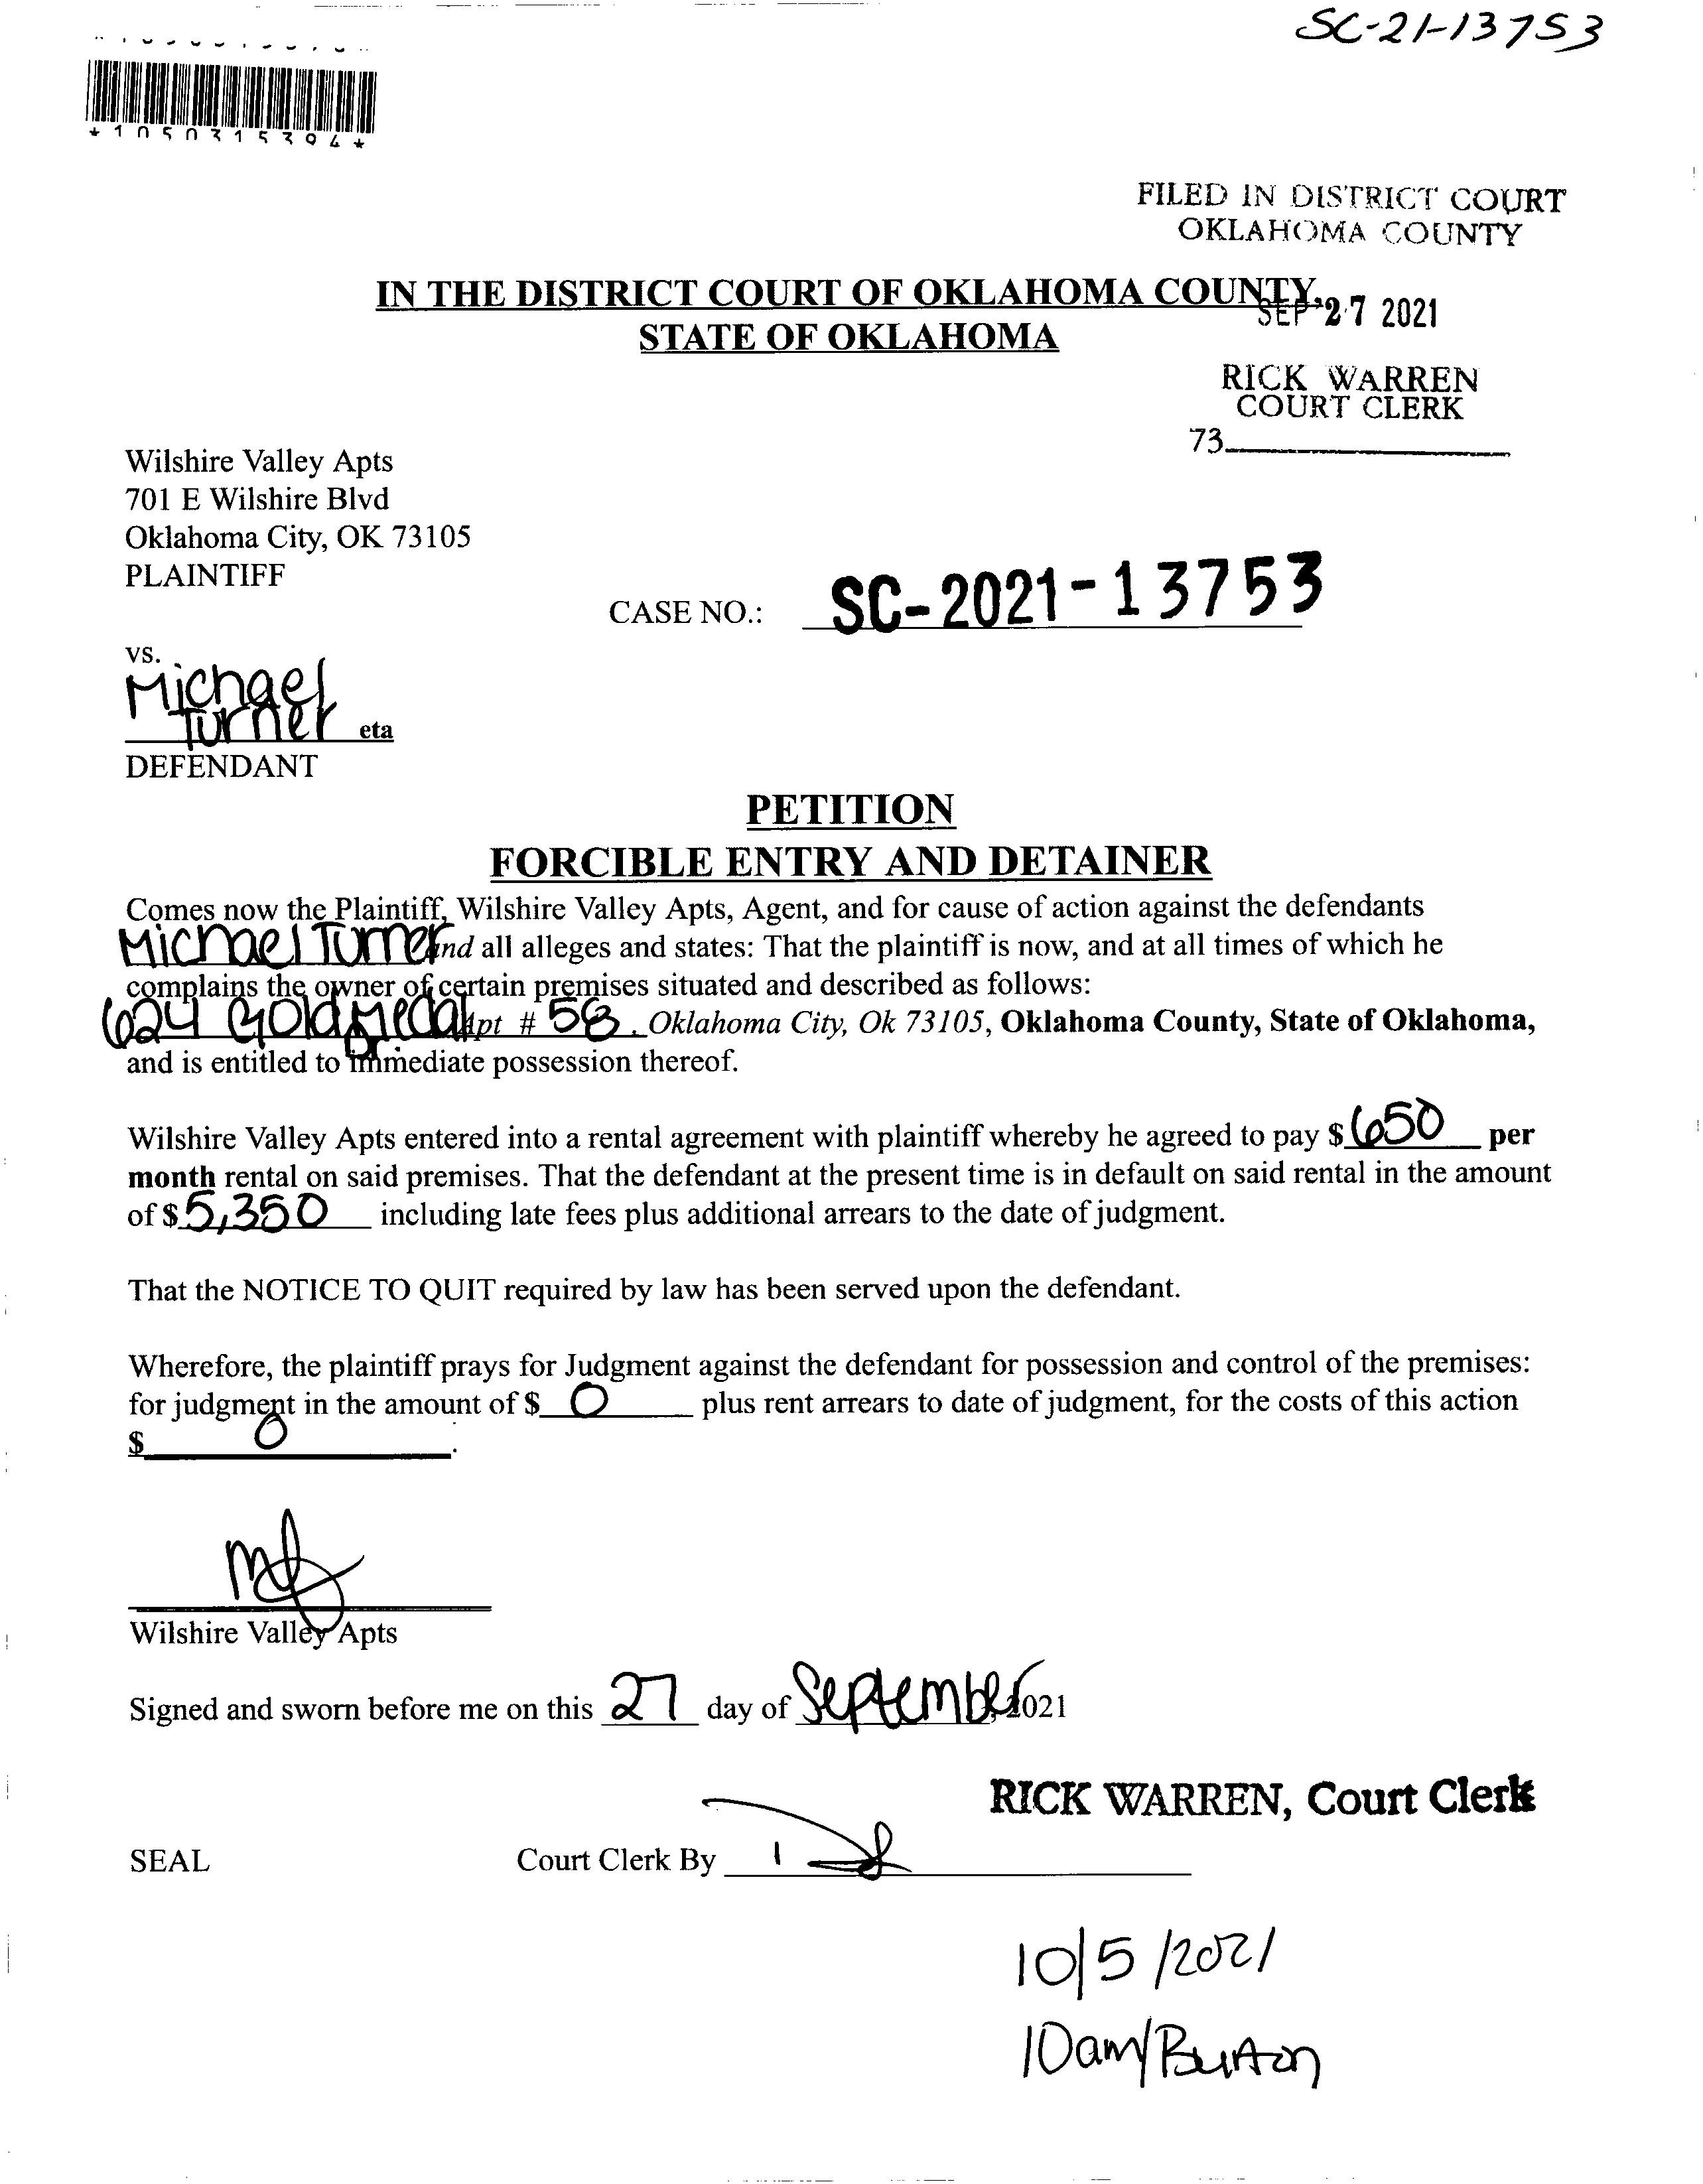 SC-21-13753
*1050315394*
FILED IN DISTRICT COURT
OKLAHOMA COUNTY
IN THE DISTRICT COURT OF OKLAHOMA COUNTY,
SEP 27 2021
STATE OF OKLAHOMA
RICK WARREN
COURT CLERK
73
Wilshire Valley Apts
701 E Wilshire Blvd
Oklahoma City, OK 73105
PLAINTIFF
CASE NO.: SC-2021-13753
vs.
Michael
Turner eta
DEFENDANT
PETITION
FORCIBLE ENTRY AND DETAINER
Comes now the Plaintiff, Wilshire Valley Apts, Agent, and for cause of action against the defendants
Michael Turner and all alleges and states: That the plaintiff is now, and at all times of which he
complains the owner of certain premises situated and described as follows:
624 Gold Medal Apt # 58 . Oklahoma City, Ok 73105, Oklahoma County, State of Oklahoma,
and is entitled to immediate possession thereof.
Wilshire Valley Apts entered into a rental agreement with plaintiff whereby he agreed to pay $ 650 per
month rental on said premises. That the defendant at the present time is in default on said rental in the amount
of $ 5,350 including late fees plus additional arrears to the date of judgment.
That the NOTICE TO QUIT required by law has been served upon the defendant.
Wherefore, the plaintiff prays for Judgment against the defendant for possession and control of the premises:
for judgment in the amount of $ 0 plus rent arrears to date of judgment, for the costs of this action
$ 0 .
Wilshire Valley Apts
Signed and sworn before me on this 27 day of September, 2021
RICK WARREN, Court Clerk
SEAL Court Clerk By
10/5/2021
10am/Burton